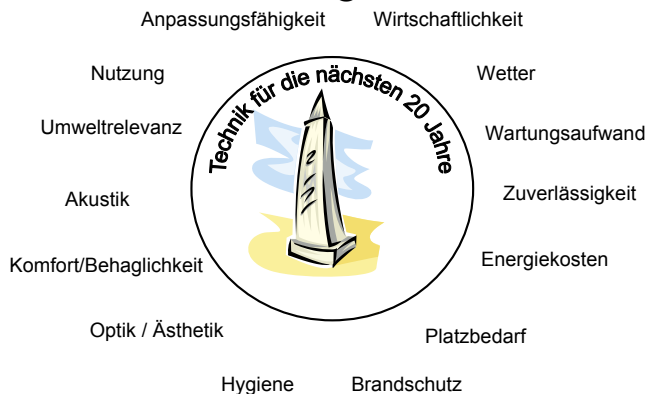 Anpassungsfähigkeit
Wirtschaftlichkeit
Nutzung
Wetter
Technik für die nächsten 20 Jahre
Umweltrelevanz
Wartungsaufwand
Akustik
Zuverlässigkeit
Komfort/Behaglichkeit
Energiekosten
Optik / Ästhetik
Platzbedarf
Hygiene
Brandschutz